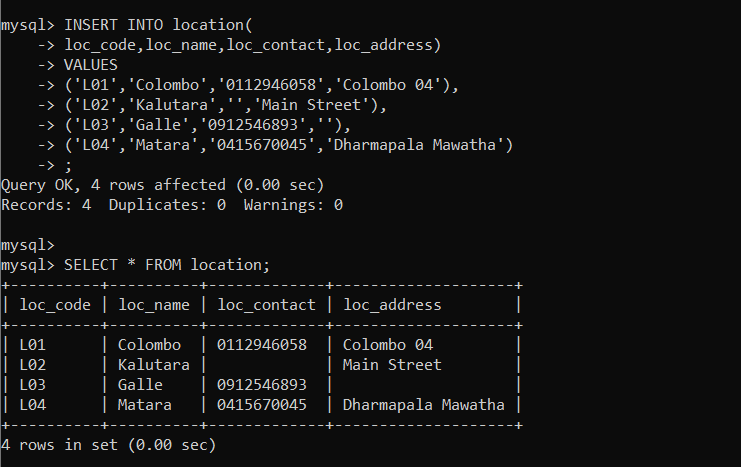 mysql> INSERT INTO location(
    -> loc_code,loc_name,loc_contact,loc_address)
    -> VALUES
    -> ('L01','Colombo','0112946058','Colombo 04'),
    -> ('L02','Kalutara','','Main Street'),
    -> ('L03','Galle','0912546893',''),
    -> ('L04','Matara','0415670045','Dharmapala Mawatha')
    -> ;
Query OK, 4 rows affected (0.00 sec)
Records: 4  Duplicates: 0  Warnings: 0

mysql>
mysql> SELECT * FROM location;
+----------+----------+-------------+--------------------+
| loc_code | loc_name | loc_contact | loc_address        |
+----------+----------+-------------+--------------------+
| L01      | Colombo  | 0112946058  | Colombo 04         |
| L02      | Kalutara |             | Main Street        |
| L03      | Galle    | 0912546893  |                    |
| L04      | Matara   | 0415670045  | Dharmapala Mawatha |
+----------+----------+-------------+--------------------+
4 rows in set (0.00 sec)